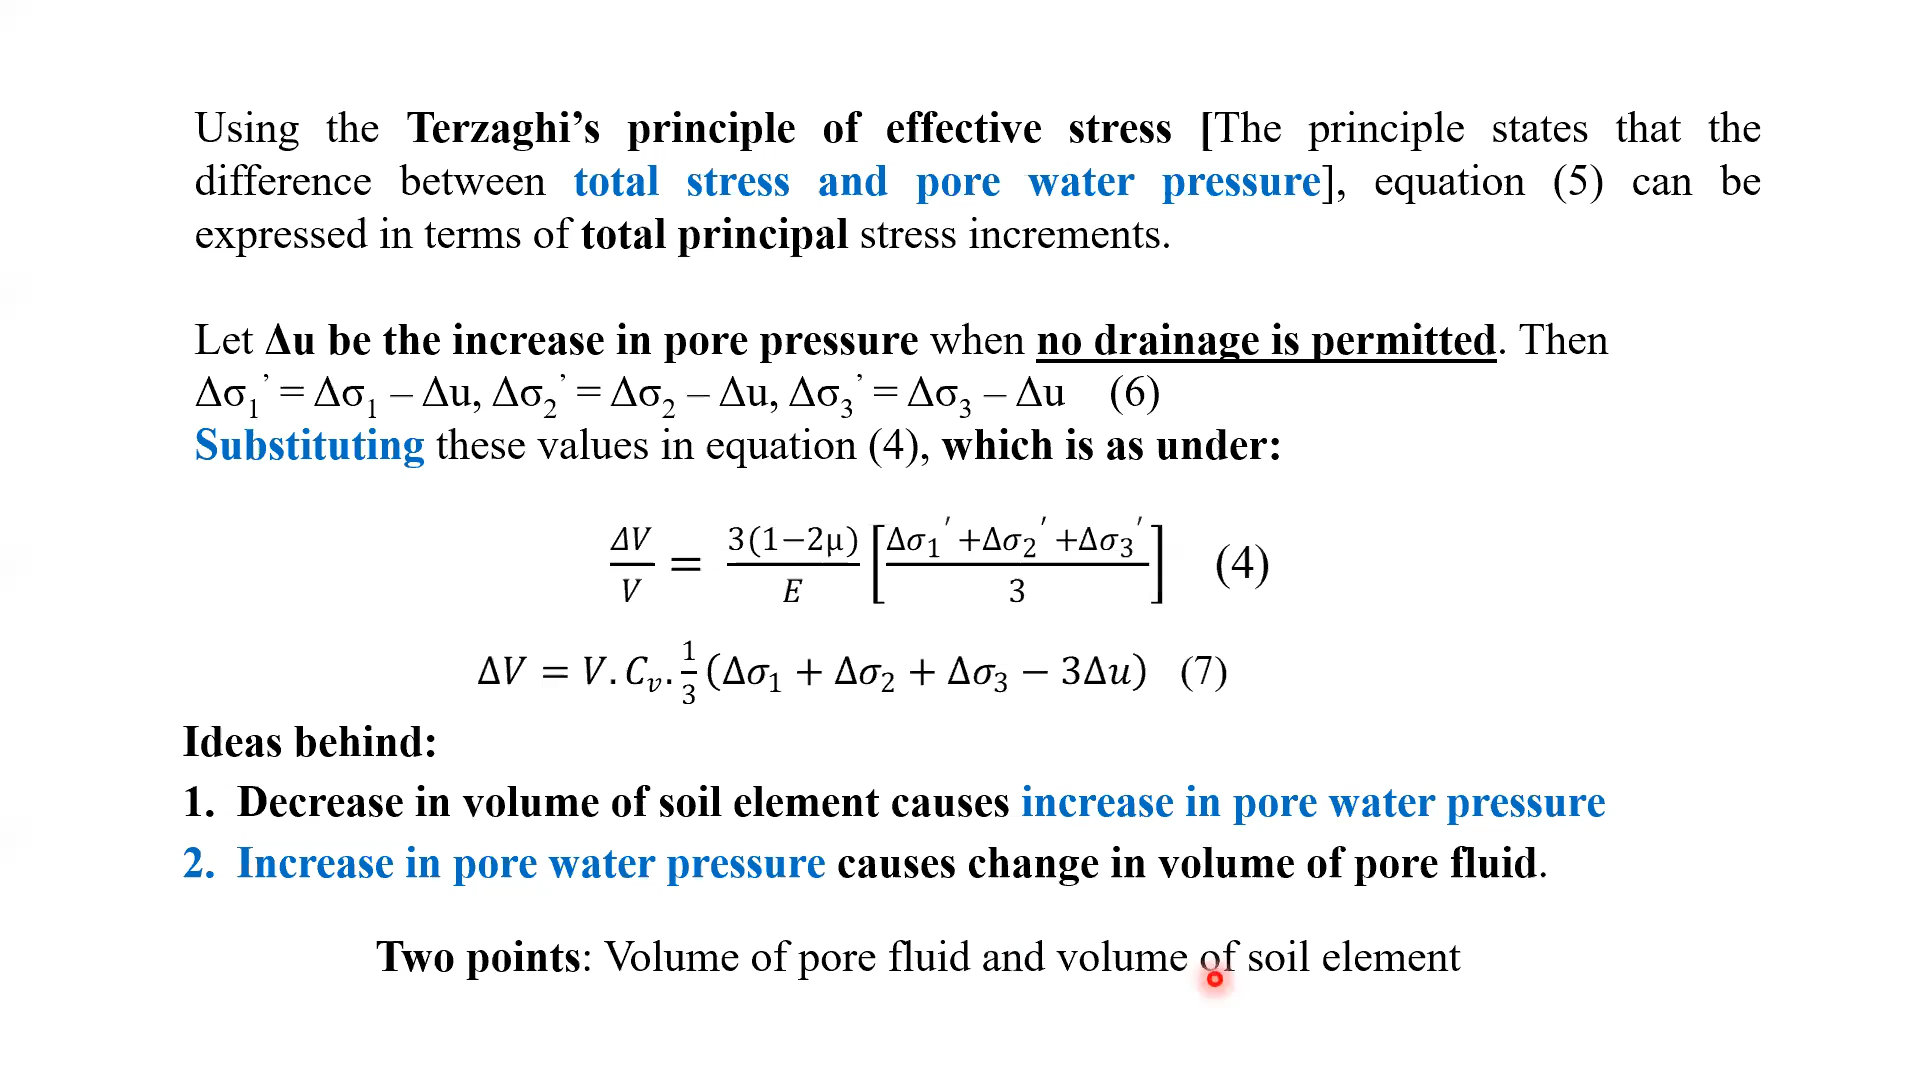 Using the Terzaghi’s principle of effective stress [The principle states that the
difference between total stress and pore water pressure], equation (5) can be
expressed in terms of total principal stress increments.
Let Δu be the increase in pore pressure when no drainage is permitted. Then
Δσ₁’ = Δσ₁ – Δu, Δσ₂’ = Δσ₂ – Δu, Δσ₃’ = Δσ₃ – Δu (6)
Substituting these values in equation (4), which is as under:
ΔV/V = 3(1−2μ)/E [(Δσ₁′+Δσ₂′+Δσ₃′)/3] (4)
ΔV = V. Cᵥ. 1/3 (Δσ₁ + Δσ₂ + Δσ₃ − 3Δu) (7)
Ideas behind:
1. Decrease in volume of soil element causes increase in pore water pressure
2. Increase in pore water pressure causes change in volume of pore fluid.
Two points: Volume of pore fluid and volume of soil element